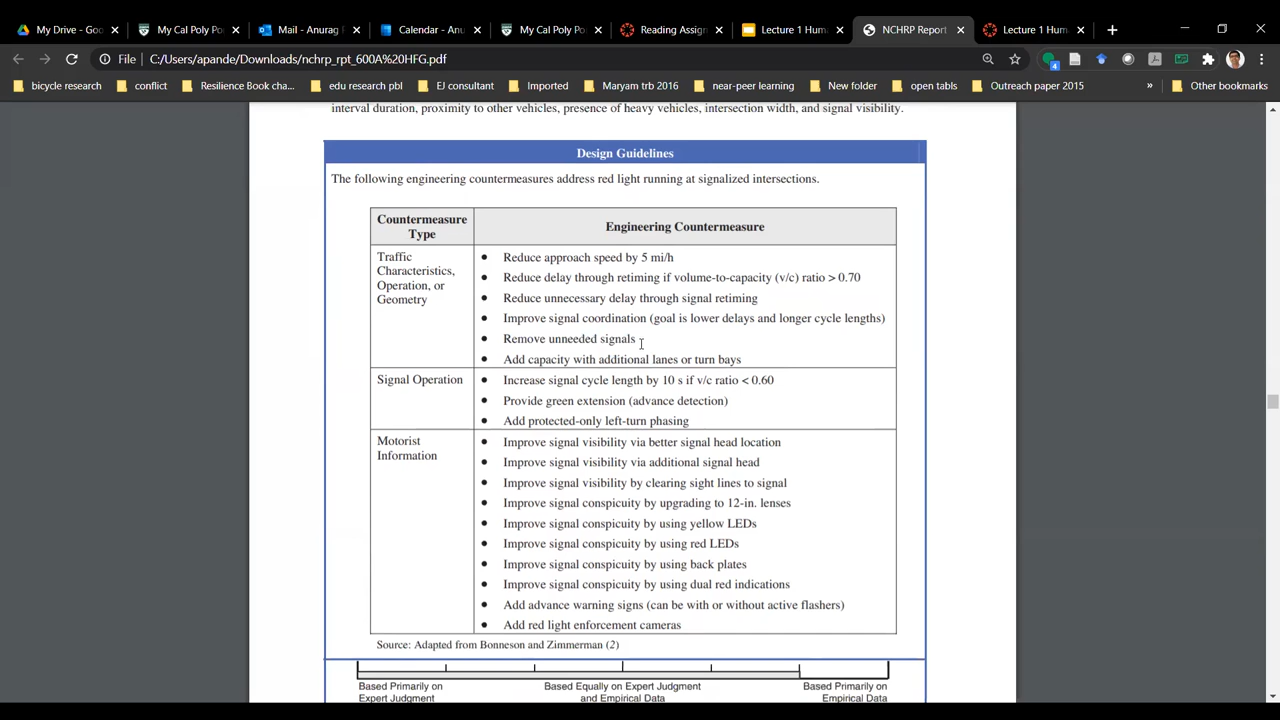 My Drive - Goo
My Cal Poly Po
Mail - Anurag P
Calendar - Anu
My Cal Poly Po
Reading Assign
Lecture 1 Hum
NCHRP Report
Lecture 1 Hum
File C:/Users/apande/Downloads/nchrp_rpt_600A%20HFG.pdf
4
bicycle research
conflict
Resilience Book cha...
edu research pbl
EJ consultant
Imported
Maryam trb 2016
near-peer learning
New folder
open tabls
Outreach paper 2015
»
Other bookmarks
interval duration, proximity to other vehicles, presence of heavy vehicles, intersection width, and signal visibility.
Design Guidelines
The following engineering countermeasures address red light running at signalized intersections.
Countermeasure
Type
Engineering Countermeasure
Traffic
Characteristics,
Operation, or
Geometry
• Reduce approach speed by 5 mi/h
• Reduce delay through retiming if volume-to-capacity (v/c) ratio > 0.70
• Reduce unnecessary delay through signal retiming
• Improve signal coordination (goal is lower delays and longer cycle lengths)
• Remove unneeded signals
• Add capacity with additional lanes or turn bays
Signal Operation
• Increase signal cycle length by 10 s if v/c ratio < 0.60
• Provide green extension (advance detection)
• Add protected-only left-turn phasing
Motorist
Information
• Improve signal visibility via better signal head location
• Improve signal visibility via additional signal head
• Improve signal visibility by clearing sight lines to signal
• Improve signal conspicuity by upgrading to 12-in. lenses
• Improve signal conspicuity by using yellow LEDs
• Improve signal conspicuity by using red LEDs
• Improve signal conspicuity by using back plates
• Improve signal conspicuity by using dual red indications
• Add advance warning signs (can be with or without active flashers)
• Add red light enforcement cameras
Source: Adapted from Bonneson and Zimmerman (2)
Based Primarily on
Expert Judgment
Based Equally on Expert Judgment
and Empirical Data
Based Primarily on
Empirical Data